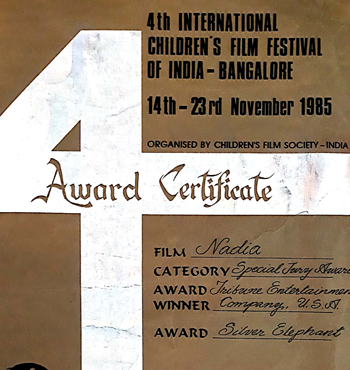 4th INTERNATIONAL
CHILDREN'S FILM FESTIVAL
OF INDIA – BANGALORE
14th – 23rd November 1985
ORGANISED BY CHILDREN'S FILM SOCIETY – INDIA
4
Award Certificate
FILM Nadia
CATEGORY Special Jury Award
AWARD Tribune Entertainmen
WINNER Company, U.S.A.
AWARD Silver Elephant